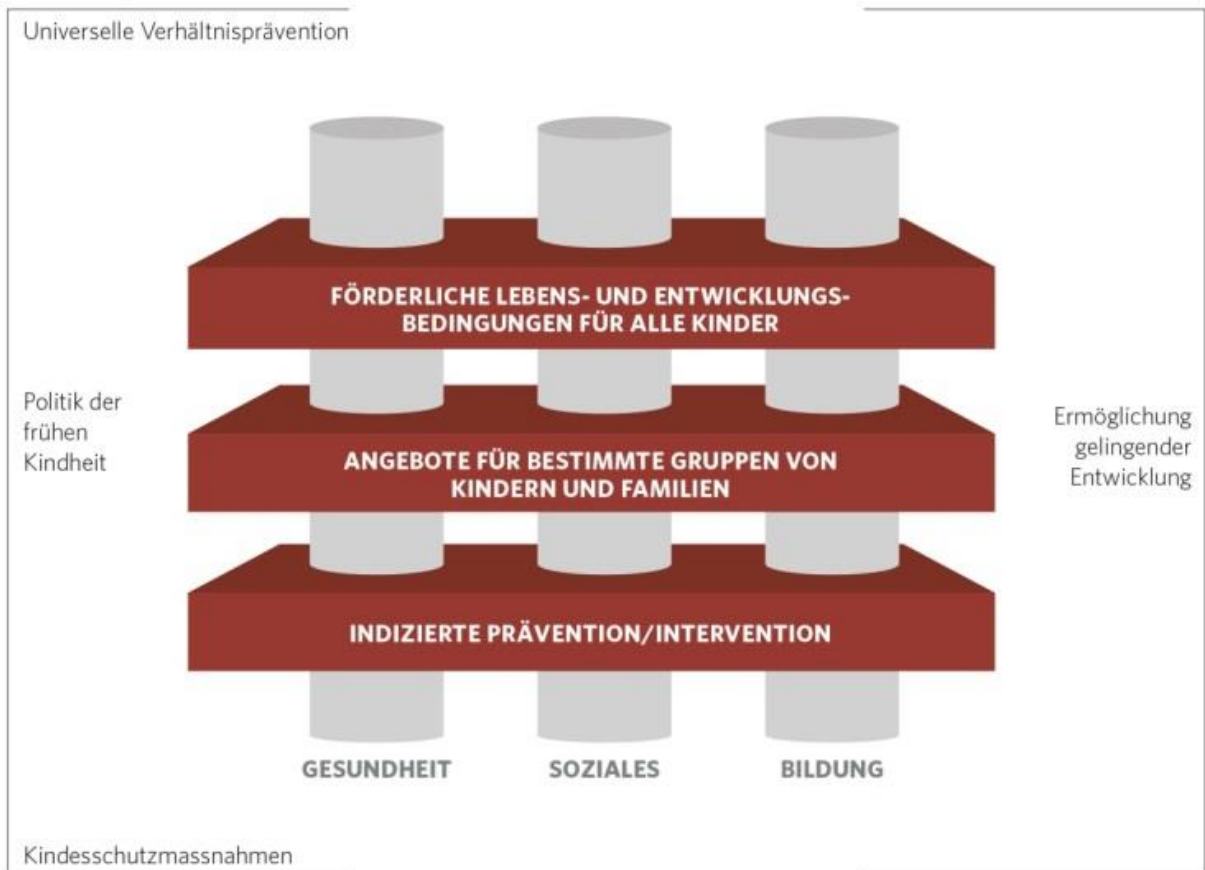 Universelle Verhältnisprävention
FÖRDERLICHE LEBENS- UND ENTWICKLUNGS-
BEDINGUNGEN FÜR ALLE KINDER
Politik der
frühen
Kindheit
ANGEBOTE FÜR BESTIMMTE GRUPPEN VON
KINDERN UND FAMILIEN
Ermöglichung
gelingender
Entwicklung
INDIZIERTE PRÄVENTION/INTERVENTION
GESUNDHEIT
SOZIALES
BILDUNG
Kindesschutzmassnahmen